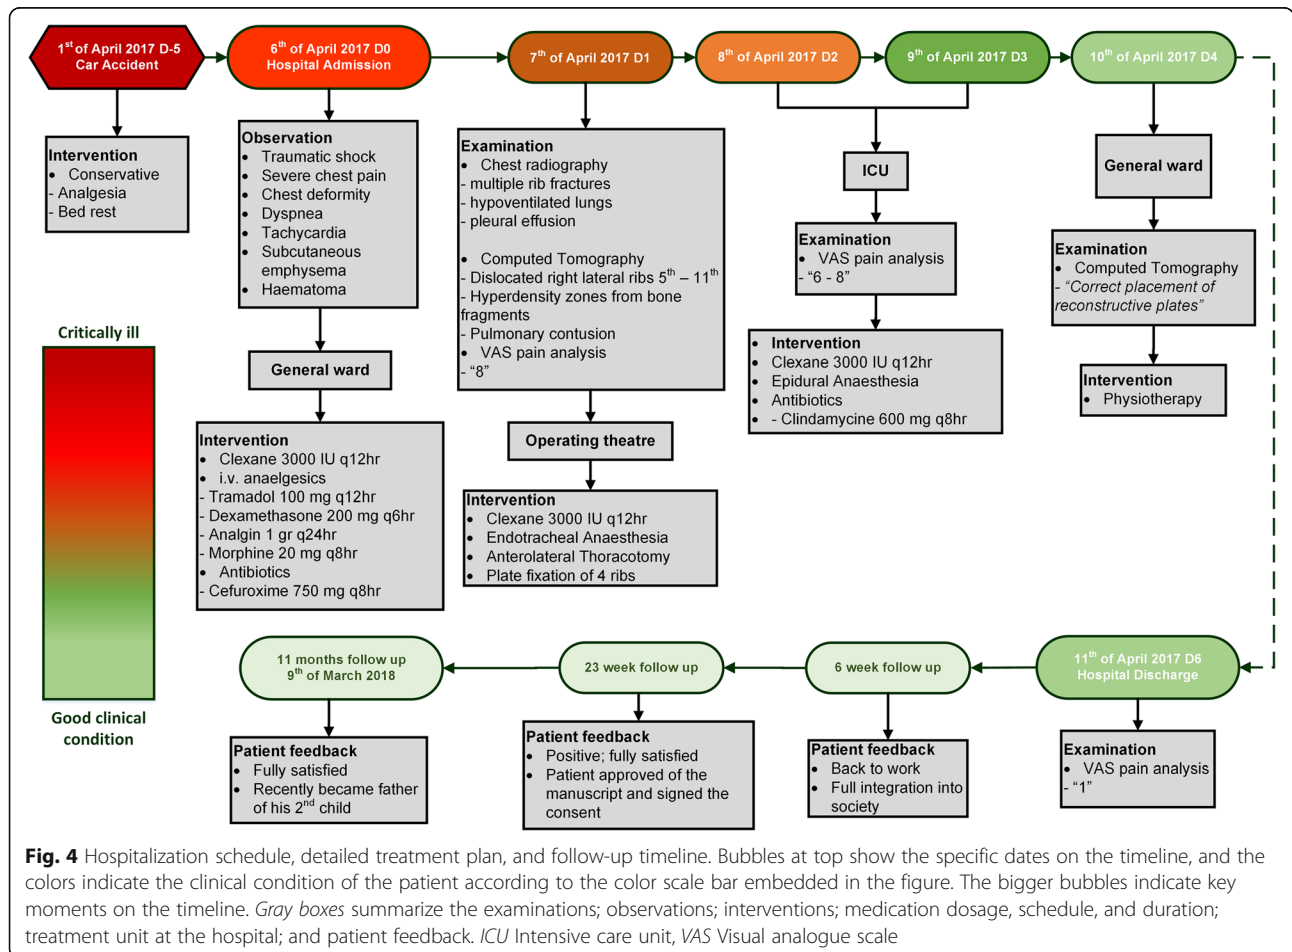 1st of April 2017 D-5
Car Accident
6th of April 2017 D0
Hospital Admission
7th of April 2017 D1
8th of April 2017 D2
9th of April 2017 D3
10th of April 2017 D4
Intervention
• Conservative
- Analgesia
- Bed rest
Observation
• Traumatic shock
• Severe chest pain
• Chest deformity
• Dyspnea
• Tachycardia
• Subcutaneous
emphysema
• Haematoma
General ward
Intervention
• Clexane 3000 IU q12hr
• i.v. anaelgesics
- Tramadol 100 mg q12hr
- Dexamethasone 200 mg q6hr
- Analgin 1 gr q24hr
- Morphine 20 mg q8hr
• Antibiotics
- Cefuroxime 750 mg q8hr
Examination
• Chest radiography
- multiple rib fractures
- hypoventilated lungs
- pleural effusion
• Computed Tomography
- Dislocated right lateral ribs 5th – 11th
- Hyperdensity zones from bone
fragments
- Pulmonary contusion
• VAS pain analysis
- “8”
Operating theatre
Intervention
• Clexane 3000 IU q12hr
• Endotracheal Anaesthesia
• Anterolateral Thoracotomy
• Plate fixation of 4 ribs
ICU
Examination
• VAS pain analysis
- “6 - 8”
• Intervention
• Clexane 3000 IU q12hr
• Epidural Anaesthesia
• Antibiotics
• - Clindamycine 600 mg q8hr
General ward
Examination
• Computed Tomography
- “Correct placement of
reconstructive plates”
Intervention
• Physiotherapy
Critically ill
Good clinical
condition
11th of April 2017 D6
Hospital Discharge
6 week follow up
23 week follow up
11 months follow up
9th of March 2018
Examination
• VAS pain analysis
- “1”
Patient feedback
• Back to work
• Full integration into
society
Patient feedback
• Positive; fully satisfied
• Patient approved of the
manuscript and signed the
consent
Patient feedback
• Fully satisfied
• Recently became father
of his 2nd child
Fig. 4 Hospitalization schedule, detailed treatment plan, and follow-up timeline. Bubbles at top show the specific dates on the timeline, and the
colors indicate the clinical condition of the patient according to the color scale bar embedded in the figure. The bigger bubbles indicate key
moments on the timeline. Gray boxes summarize the examinations; observations; interventions; medication dosage, schedule, and duration;
treatment unit at the hospital; and patient feedback. ICU Intensive care unit, VAS Visual analogue scale